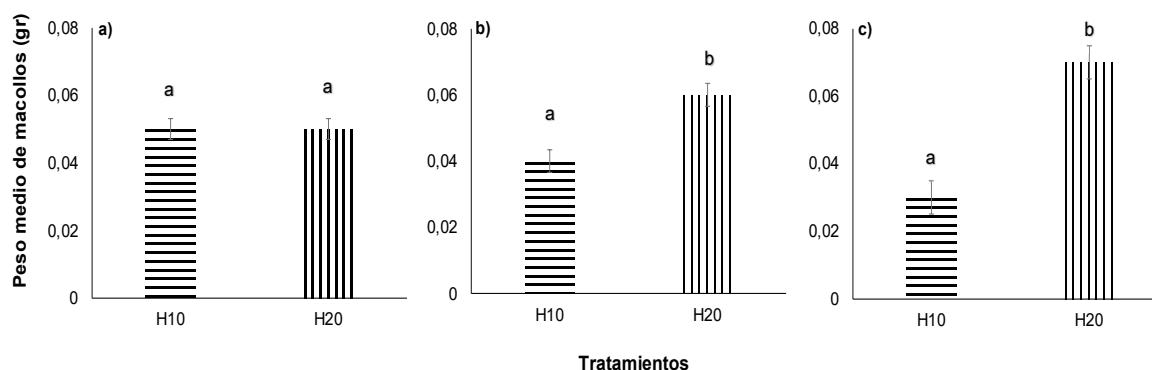 Peso medio de macollos (gr)
a)
0,08
0,06
0,04
0,02
0
a
a
H10
H20
b)
0,08
0,06
0,04
0,02
0
a
b
H10
H20
c)
0,08
0,06
0,04
0,02
0
a
b
H10
H20
Tratamientos